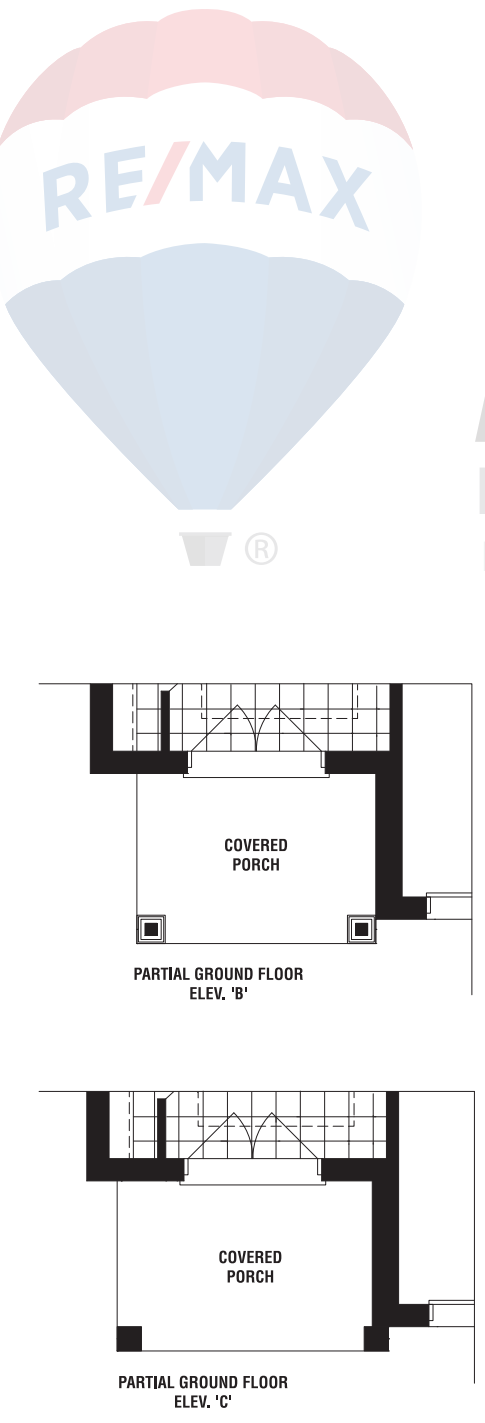 RE/MAX
®
COVERED
PORCH
PARTIAL GROUND FLOOR
ELEV. 'B'
COVERED
PORCH
PARTIAL GROUND FLOOR
ELEV. 'C'